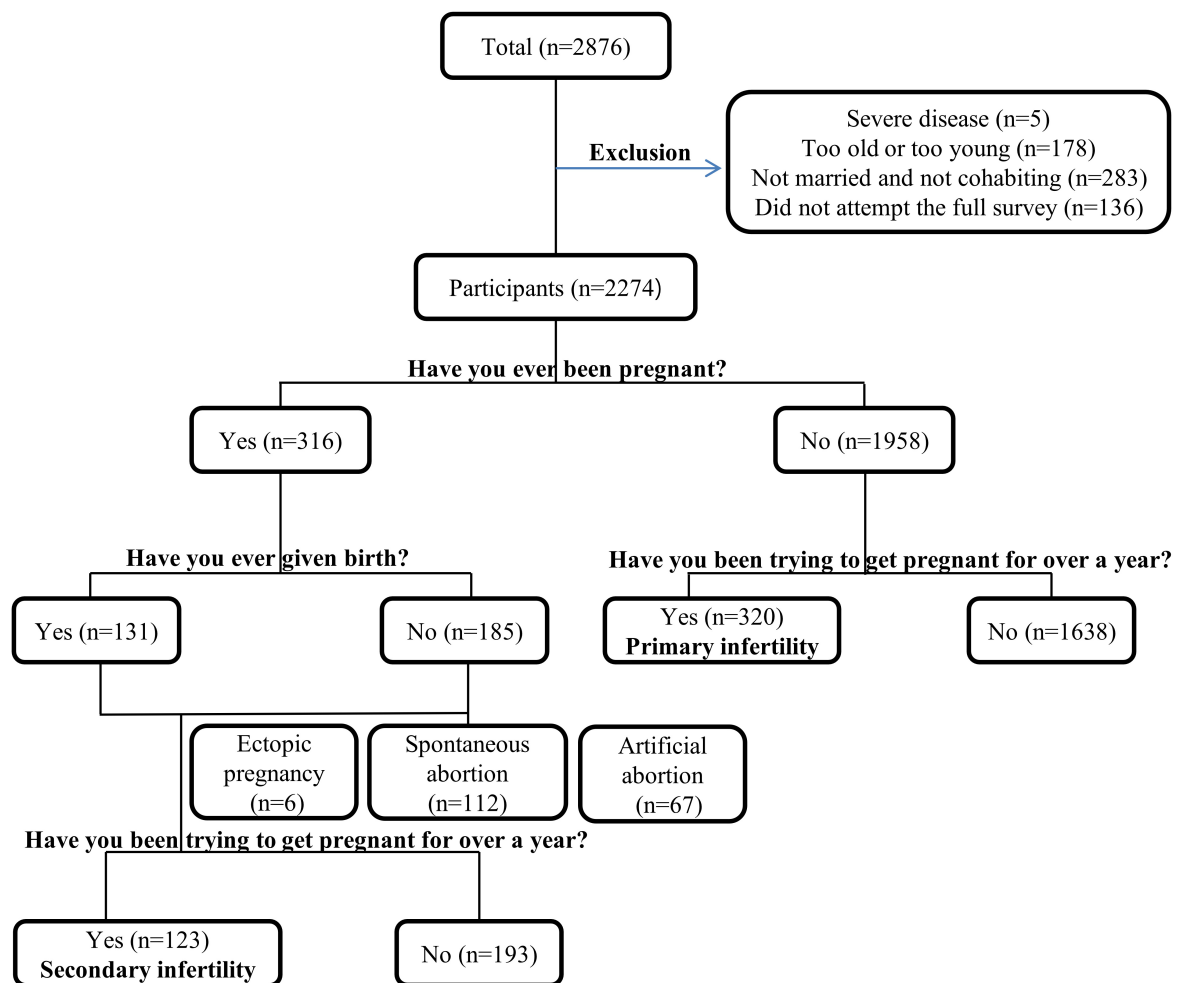 Total (n=2876)
Severe disease (n=5)
Too old or too young (n=178)
Not married and not cohabiting (n=283)
Did not attempt the full survey (n=136)
Exclusion
Participants (n=2274)
Have you ever been pregnant?
Yes (n=316)
No (n=1958)
Have you ever given birth?
Have you been trying to get pregnant for over a year?
Yes (n=131)
No (n=185)
Yes (n=320)
Primary infertility
No (n=1638)
Ectopic
pregnancy
(n=6)
Spontaneous
abortion
(n=112)
Artificial
abortion
(n=67)
Have you been trying to get pregnant for over a year?
Yes (n=123)
Secondary infertility
No (n=193)